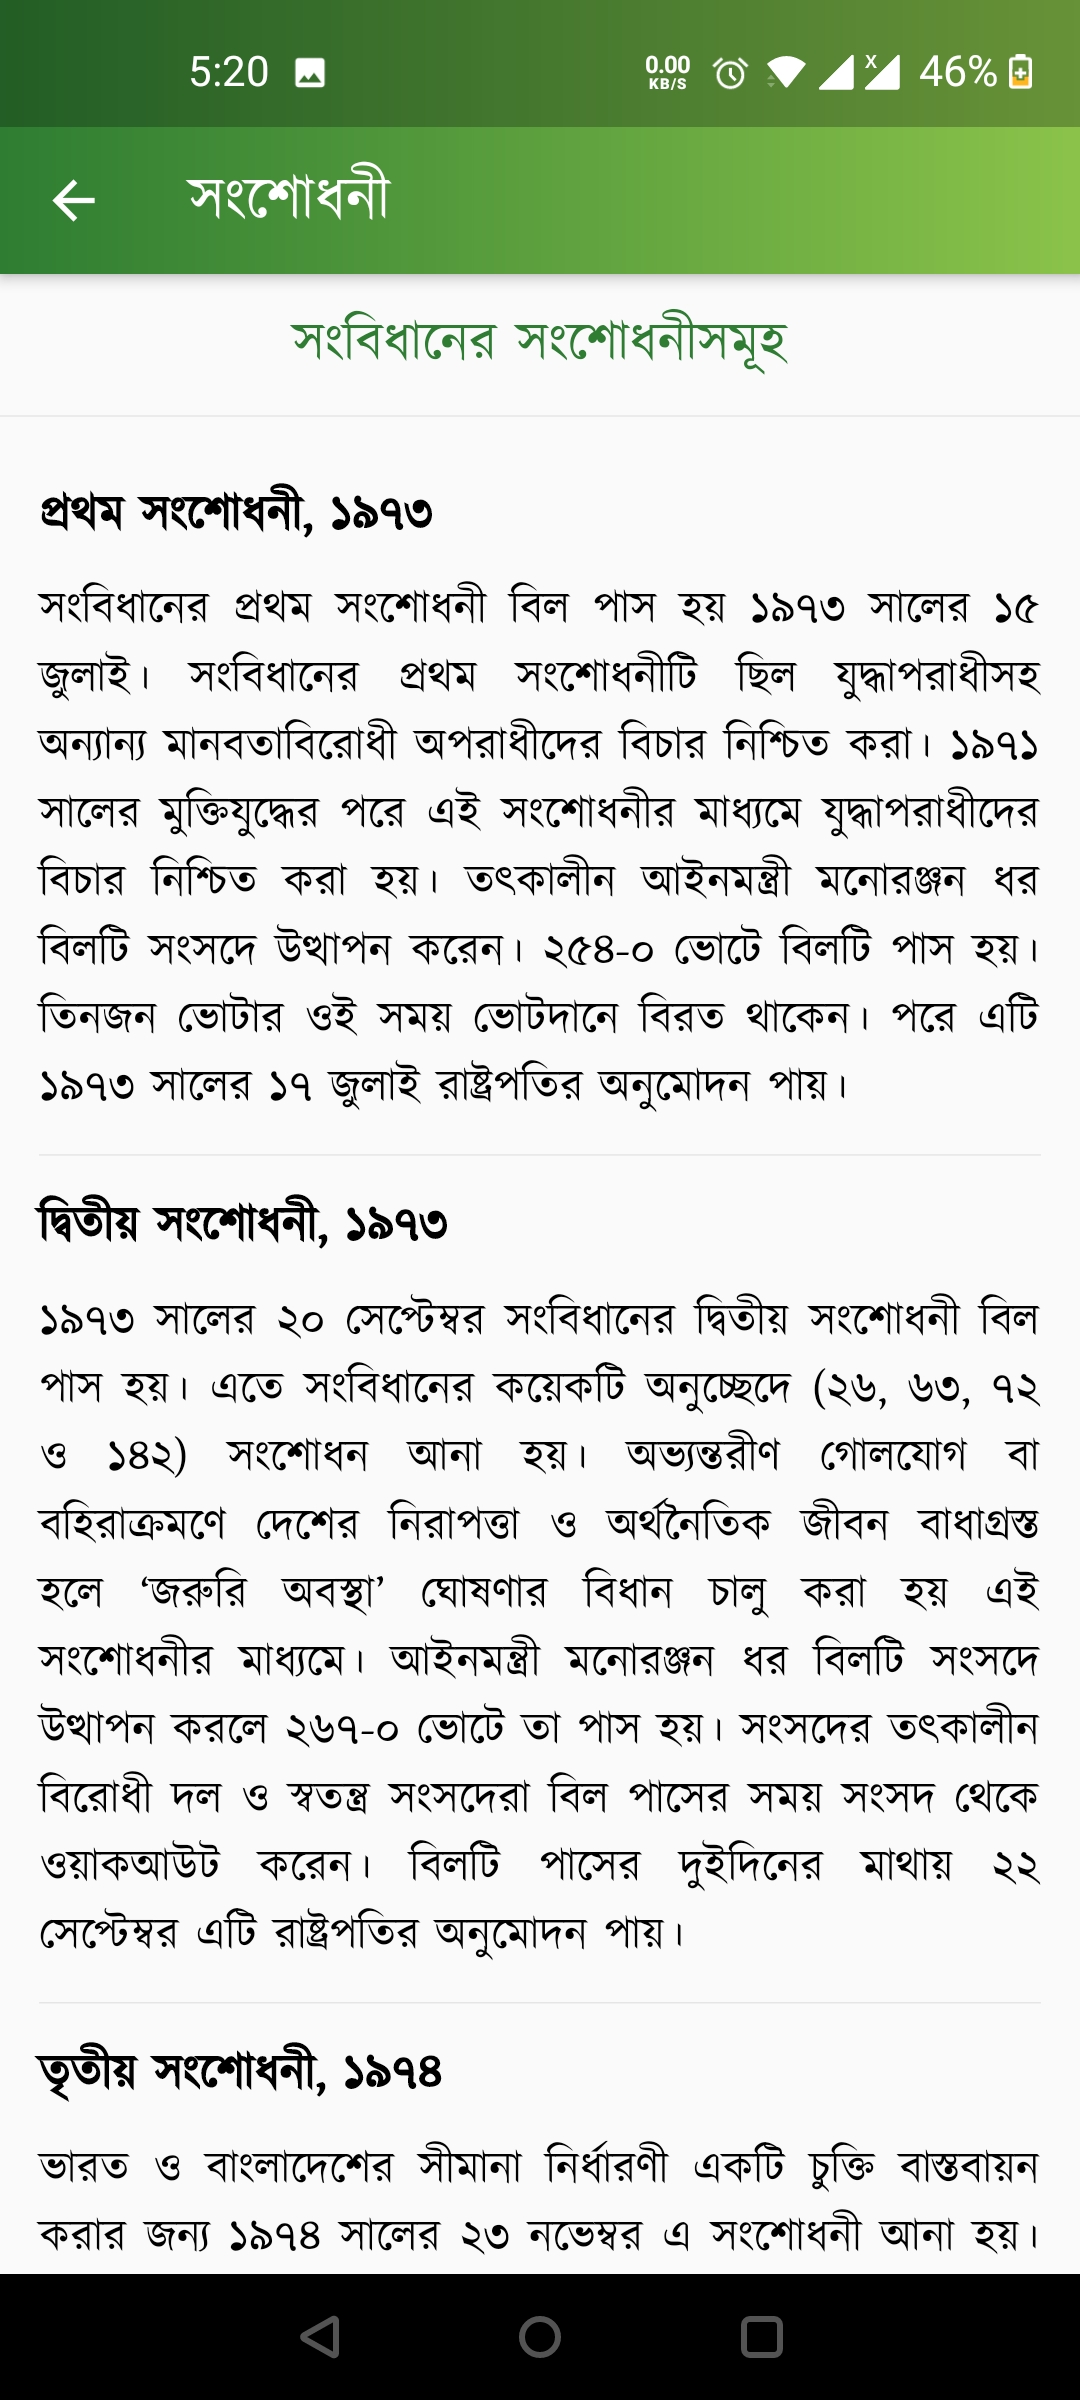 5:20
0.00 KB/S
X
46%
সংশোধনী
সংবিধানের সংশোধনীসমূহ
প্রথম সংশোধনী, ১৯৭৩
সংবিধানের প্রথম সংশোধনী বিল পাস হয় ১৯৭৩ সালের ১৫
জুলাই। সংবিধানের প্রথম সংশোধনীটি ছিল যুদ্ধাপরাধীসহ
অন্যান্য মানবতাবিরোধী অপরাধীদের বিচার নিশ্চিত করা। ১৯৭১
সালের মুক্তিযুদ্ধের পরে এই সংশোধনীর মাধ্যমে যুদ্ধাপরাধীদের
বিচার নিশ্চিত করা হয়। তৎকালীন আইনমন্ত্রী মনোরঞ্জন ধর
বিলটি সংসদে উত্থাপন করেন। ২৫৪-০ ভোটে বিলটি পাস হয়।
তিনজন ভোটার ওই সময় ভোটদানে বিরত থাকেন। পরে এটি
১৯৭৩ সালের ১৭ জুলাই রাষ্ট্রপতির অনুমোদন পায়।
দ্বিতীয় সংশোধনী, ১৯৭৩
১৯৭৩ সালের ২০ সেপ্টেম্বর সংবিধানের দ্বিতীয় সংশোধনী বিল
পাস হয়। এতে সংবিধানের কয়েকটি অনুচ্ছেদে (২৬, ৬৩, ৭২
ও ১৪২) সংশোধন আনা হয়। অভ্যন্তরীণ গোলযোগ বা
বহিরাক্রমণে দেশের নিরাপত্তা ও অর্থনৈতিক জীবন বাধাগ্রস্ত
হলে ‘জরুরি অবস্থা’ ঘোষণার বিধান চালু করা হয় এই
সংশোধনীর মাধ্যমে। আইনমন্ত্রী মনোরঞ্জন ধর বিলটি সংসদে
উত্থাপন করলে ২৬৭-০ ভোটে তা পাস হয়। সংসদের তৎকালীন
বিরোধী দল ও স্বতন্ত্র সংসদেরা বিল পাসের সময় সংসদ থেকে
ওয়াকআউট করেন। বিলটি পাসের দুইদিনের মাথায় ২২
সেপ্টেম্বর এটি রাষ্ট্রপতির অনুমোদন পায়।
তৃতীয় সংশোধনী, ১৯৭৪
ভারত ও বাংলাদেশের সীমানা নির্ধারণী একটি চুক্তি বাস্তবায়ন
করার জন্য ১৯৭৪ সালের ২৩ নভেম্বর এ সংশোধনী আনা হয়।